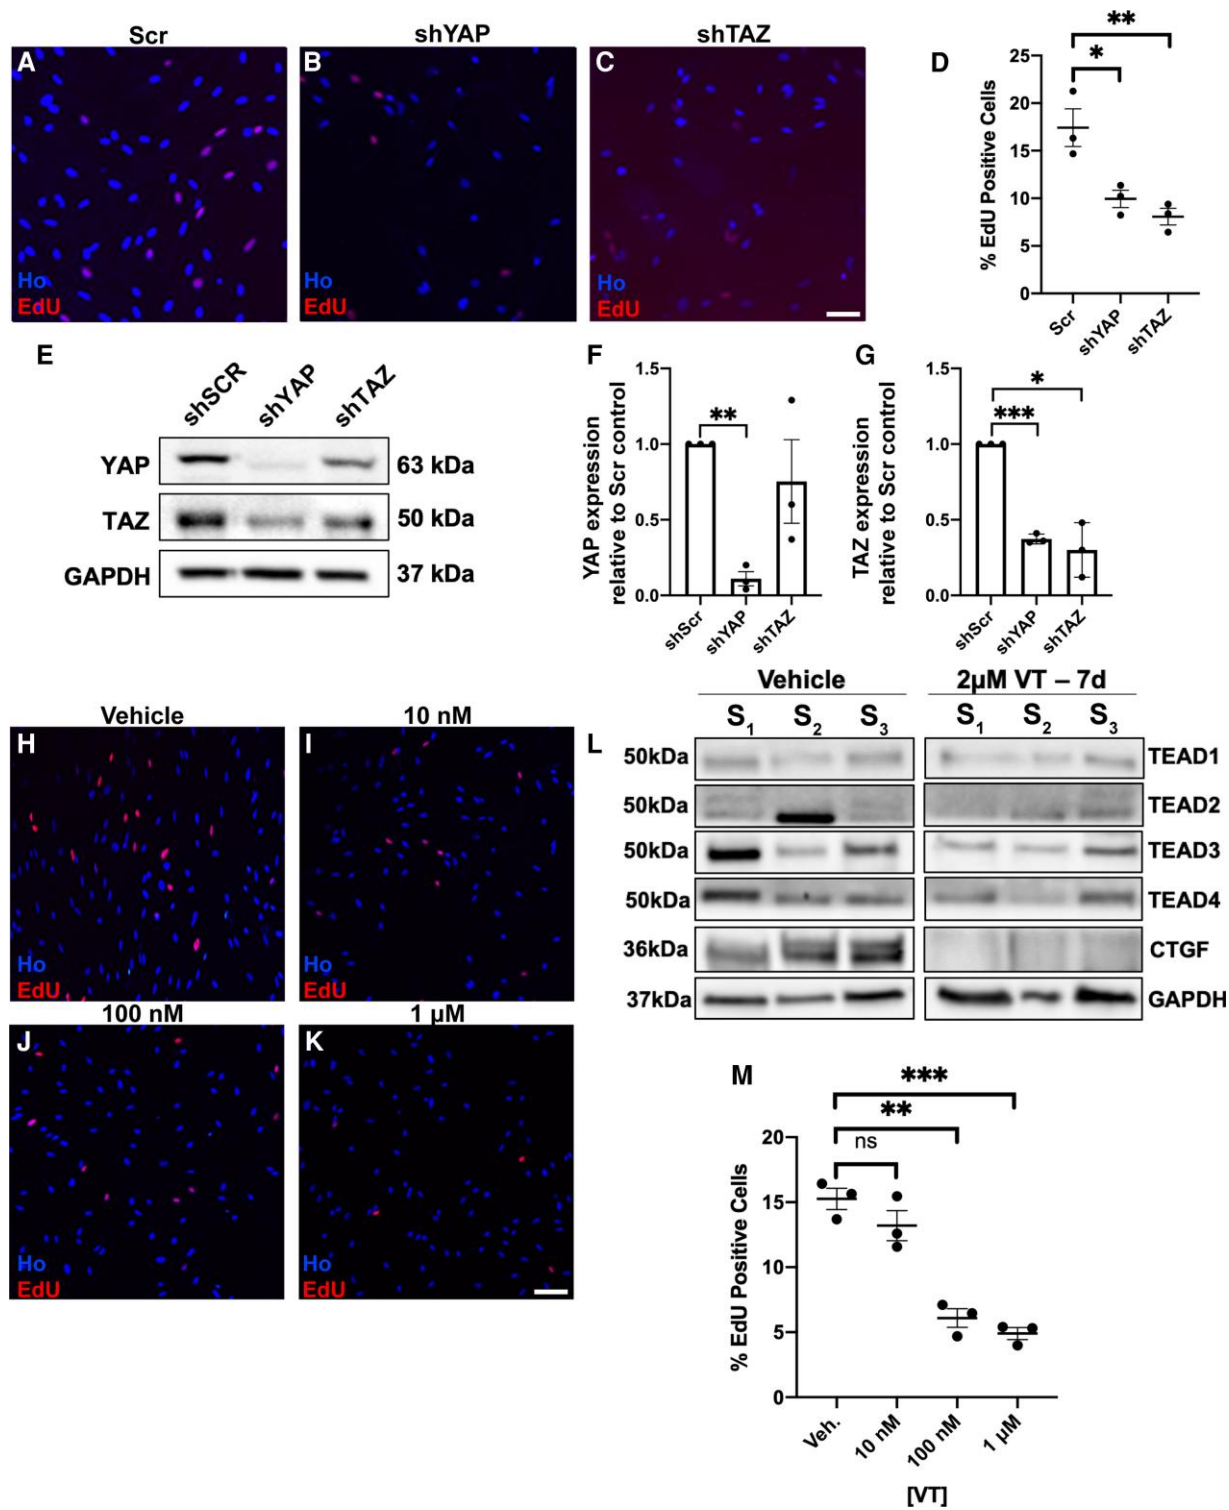 Scr
shYAP
shTAZ
A
B
C
D
Ho
EdU
Ho
EdU
Ho
EdU
**
*
25
20
15
10
5
0
% EdU Positive Cells
Scr
shYAP
shTAZ
E
shSCR
shYAP
shTAZ
YAP
63 kDa
TAZ
50 kDa
GAPDH
37 kDa
F
**
1.5
1.0
0.5
0.0
YAP expression
relative to Scr control
shScr
shYAP
shTAZ
G
*
***
1.5
1.0
0.5
0.0
TAZ expression
relative to Scr control
shScr
shYAP
shTAZ
Vehicle
10 nM
H
I
Ho
EdU
Ho
EdU
100 nM
1 µM
J
K
Ho
EdU
Ho
EdU
L
Vehicle
2µM VT – 7d
S1 S2 S3
S1 S2 S3
50kDa
TEAD1
50kDa
TEAD2
50kDa
TEAD3
50kDa
TEAD4
36kDa
CTGF
37kDa
GAPDH
M
***
**
ns
20
15
10
5
0
% EdU Positive Cells
Veh.
10 nM
100 nM
1 µM
[VT]